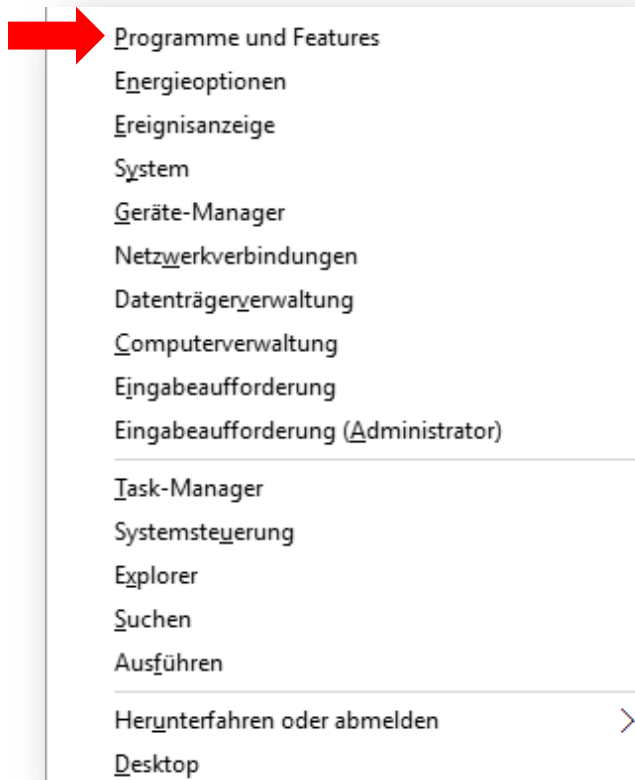 Programme und Features
Energieoptionen
Ereignisanzeige
System
Geräte-Manager
Netzwerkverbindungen
Datenträgerverwaltung
Computerverwaltung
Eingabeaufforderung
Eingabeaufforderung (Administrator)
Task-Manager
Systemsteuerung
Explorer
Suchen
Ausführen
Herunterfahren oder abmelden
Desktop